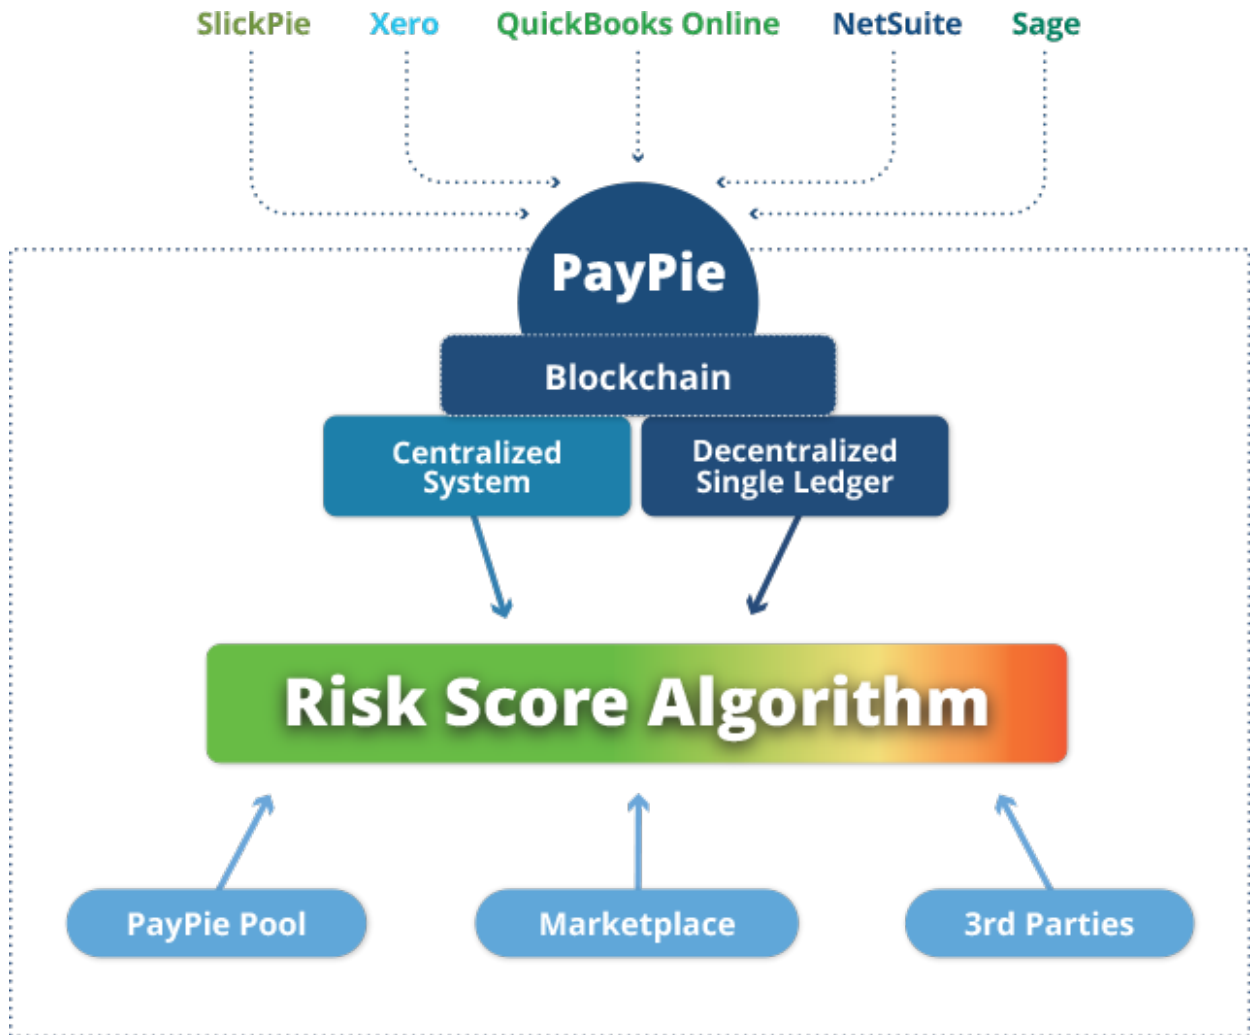 SlickPie Xero QuickBooks Online NetSuite Sage
PayPie
Blockchain
Centralized
System
Decentralized
Single Ledger
Risk Score Algorithm
PayPie Pool Marketplace 3rd Parties